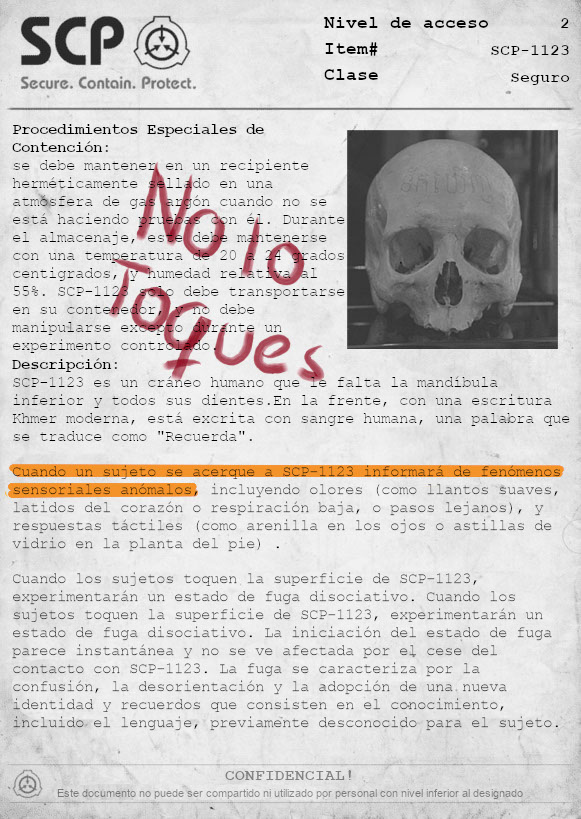 SCP
Secure. Contain. Protect.
Nivel de acceso 2
Item# SCP-1123
Clase Seguro
Procedimientos Especiales de
Contención:
se debe mantener en un recipiente
herméticamente sellado en una
atmósfera de gas argón cuando no se
está haciendo pruebas con él. Durante
el almacenaje, este debe mantenerse
con una temperatura de 20 a 24 grados
centigrados, y humedad relativa al
55%. SCP-1123 solo debe transportarse
en su contenedor, y no debe
manipularse excepto durante un
experimento controlado.
No lo
Toques
Descripción:
SCP-1123 es un cráneo humano que le falta la mandíbula
inferior y todos sus dientes.En la frente, con una escritura
Khmer moderna, está excrita con sangre humana, una palabra que
se traduce como "Recuerda".
Cuando un sujeto se acerque a SCP-1123 informará de fenómenos
sensoriales anómalos, incluyendo olores (como llantos suaves,
latidos del corazón o respiración baja, o pasos lejanos), y
respuestas táctiles (como arenilla en los ojos o astillas de
vidrio en la planta del pie) .
Cuando los sujetos toquen la superficie de SCP-1123,
experimentarán un estado de fuga disociativo. Cuando los
sujetos toquen la superficie de SCP-1123, experimentarán un
estado de fuga disociativo. La iniciación del estado de fuga
parece instantánea y no se ve afectada por el cese del
contacto con SCP-1123. La fuga se caracteriza por la
confusión, la desorientación y la adopción de una nueva
identidad y recuerdos que consisten en el conocimiento,
incluido el lenguaje, previamente desconocido para el sujeto.
CONFIDENCIAL!
Este documento no puede ser compartido ni utilizado por personal con nivel inferior al designado